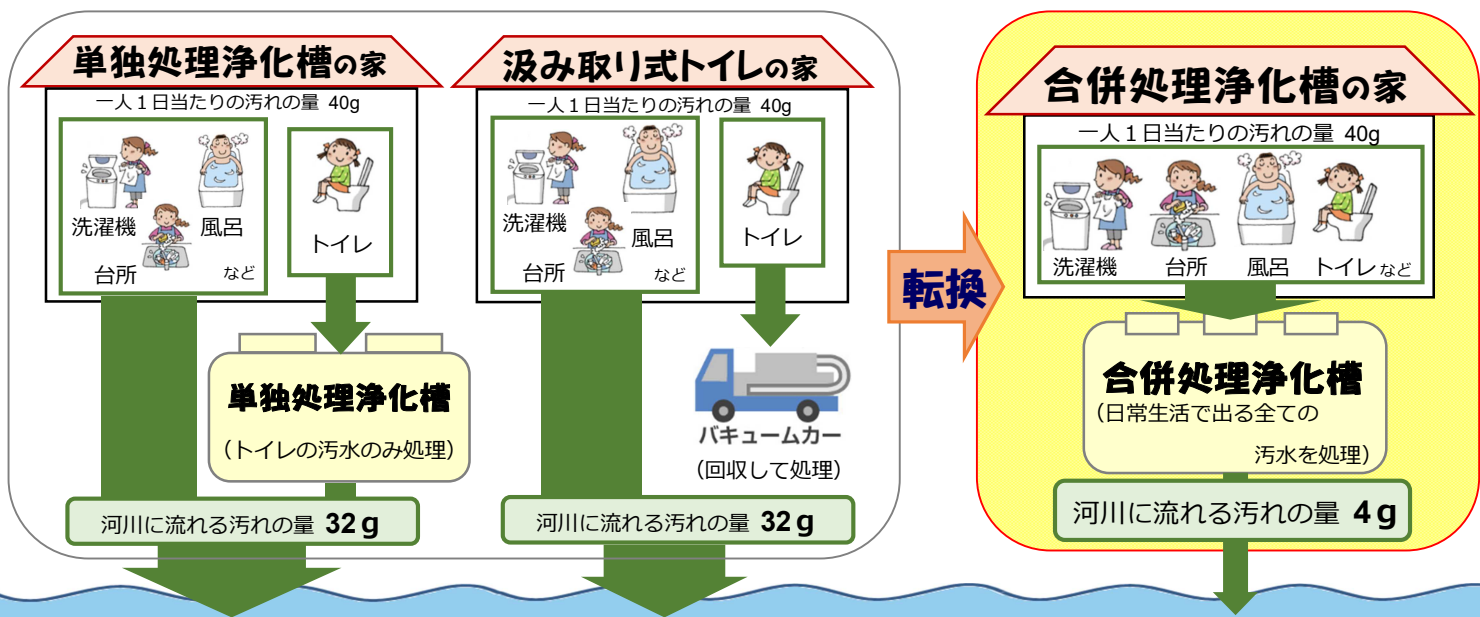 単独処理浄化槽の家
一人1日当たりの汚れの量 40g
洗濯機
風呂
台所
など
トイレ
単独処理浄化槽
(トイレの汚水のみ処理)
河川に流れる汚れの量 32g
汲み取り式トイレの家
一人1日当たりの汚れの量 40g
洗濯機
風呂
台所
など
トイレ
バキュームカー
(回収して処理)
河川に流れる汚れの量 32g
転換
合併処理浄化槽の家
一人1日当たりの汚れの量 40g
洗濯機 台所 風呂 トイレなど
合併処理浄化槽
(日常生活で出る全ての
汚水を処理)
河川に流れる汚れの量 4g